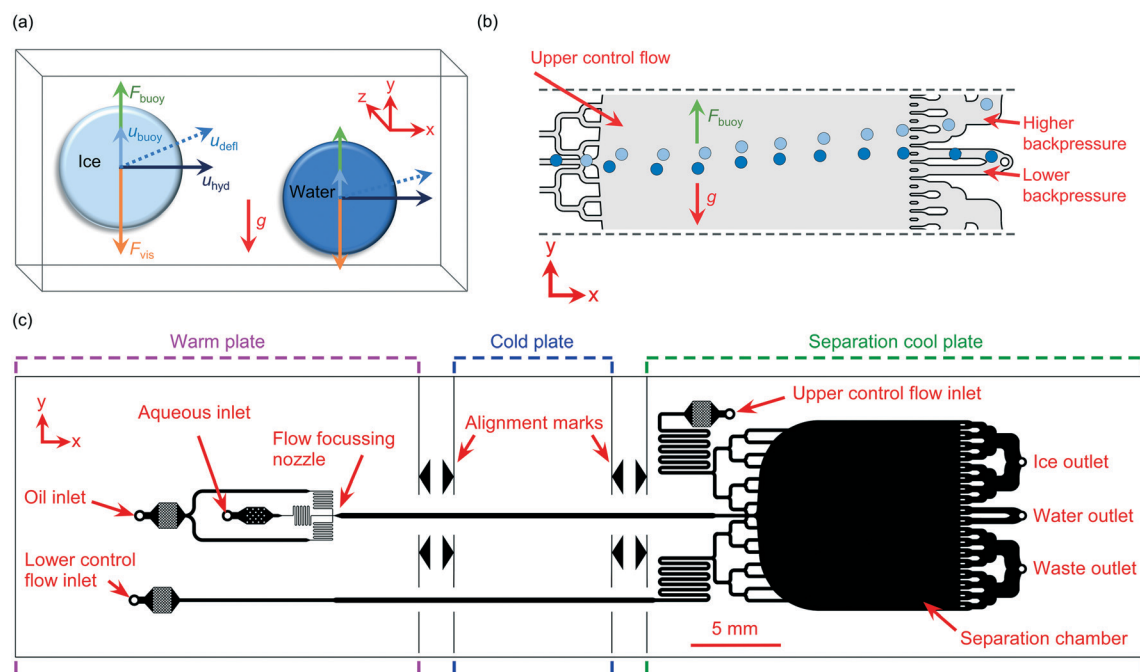 (a)
F_buoy
u_buoy
Ice
u_defl
u_hyd
F_vis
g
Water
z
y
x
(b)
Upper control flow
F_buoy
g
Higher
backpressure
Lower
backpressure
y
x
(c)
Warm plate
Cold plate
Separation cool plate
y
x
Aqueous inlet
Flow focussing
nozzle
Oil inlet
Lower control
flow inlet
Alignment marks
Upper control flow inlet
Ice outlet
Water outlet
Waste outlet
5 mm
Separation chamber